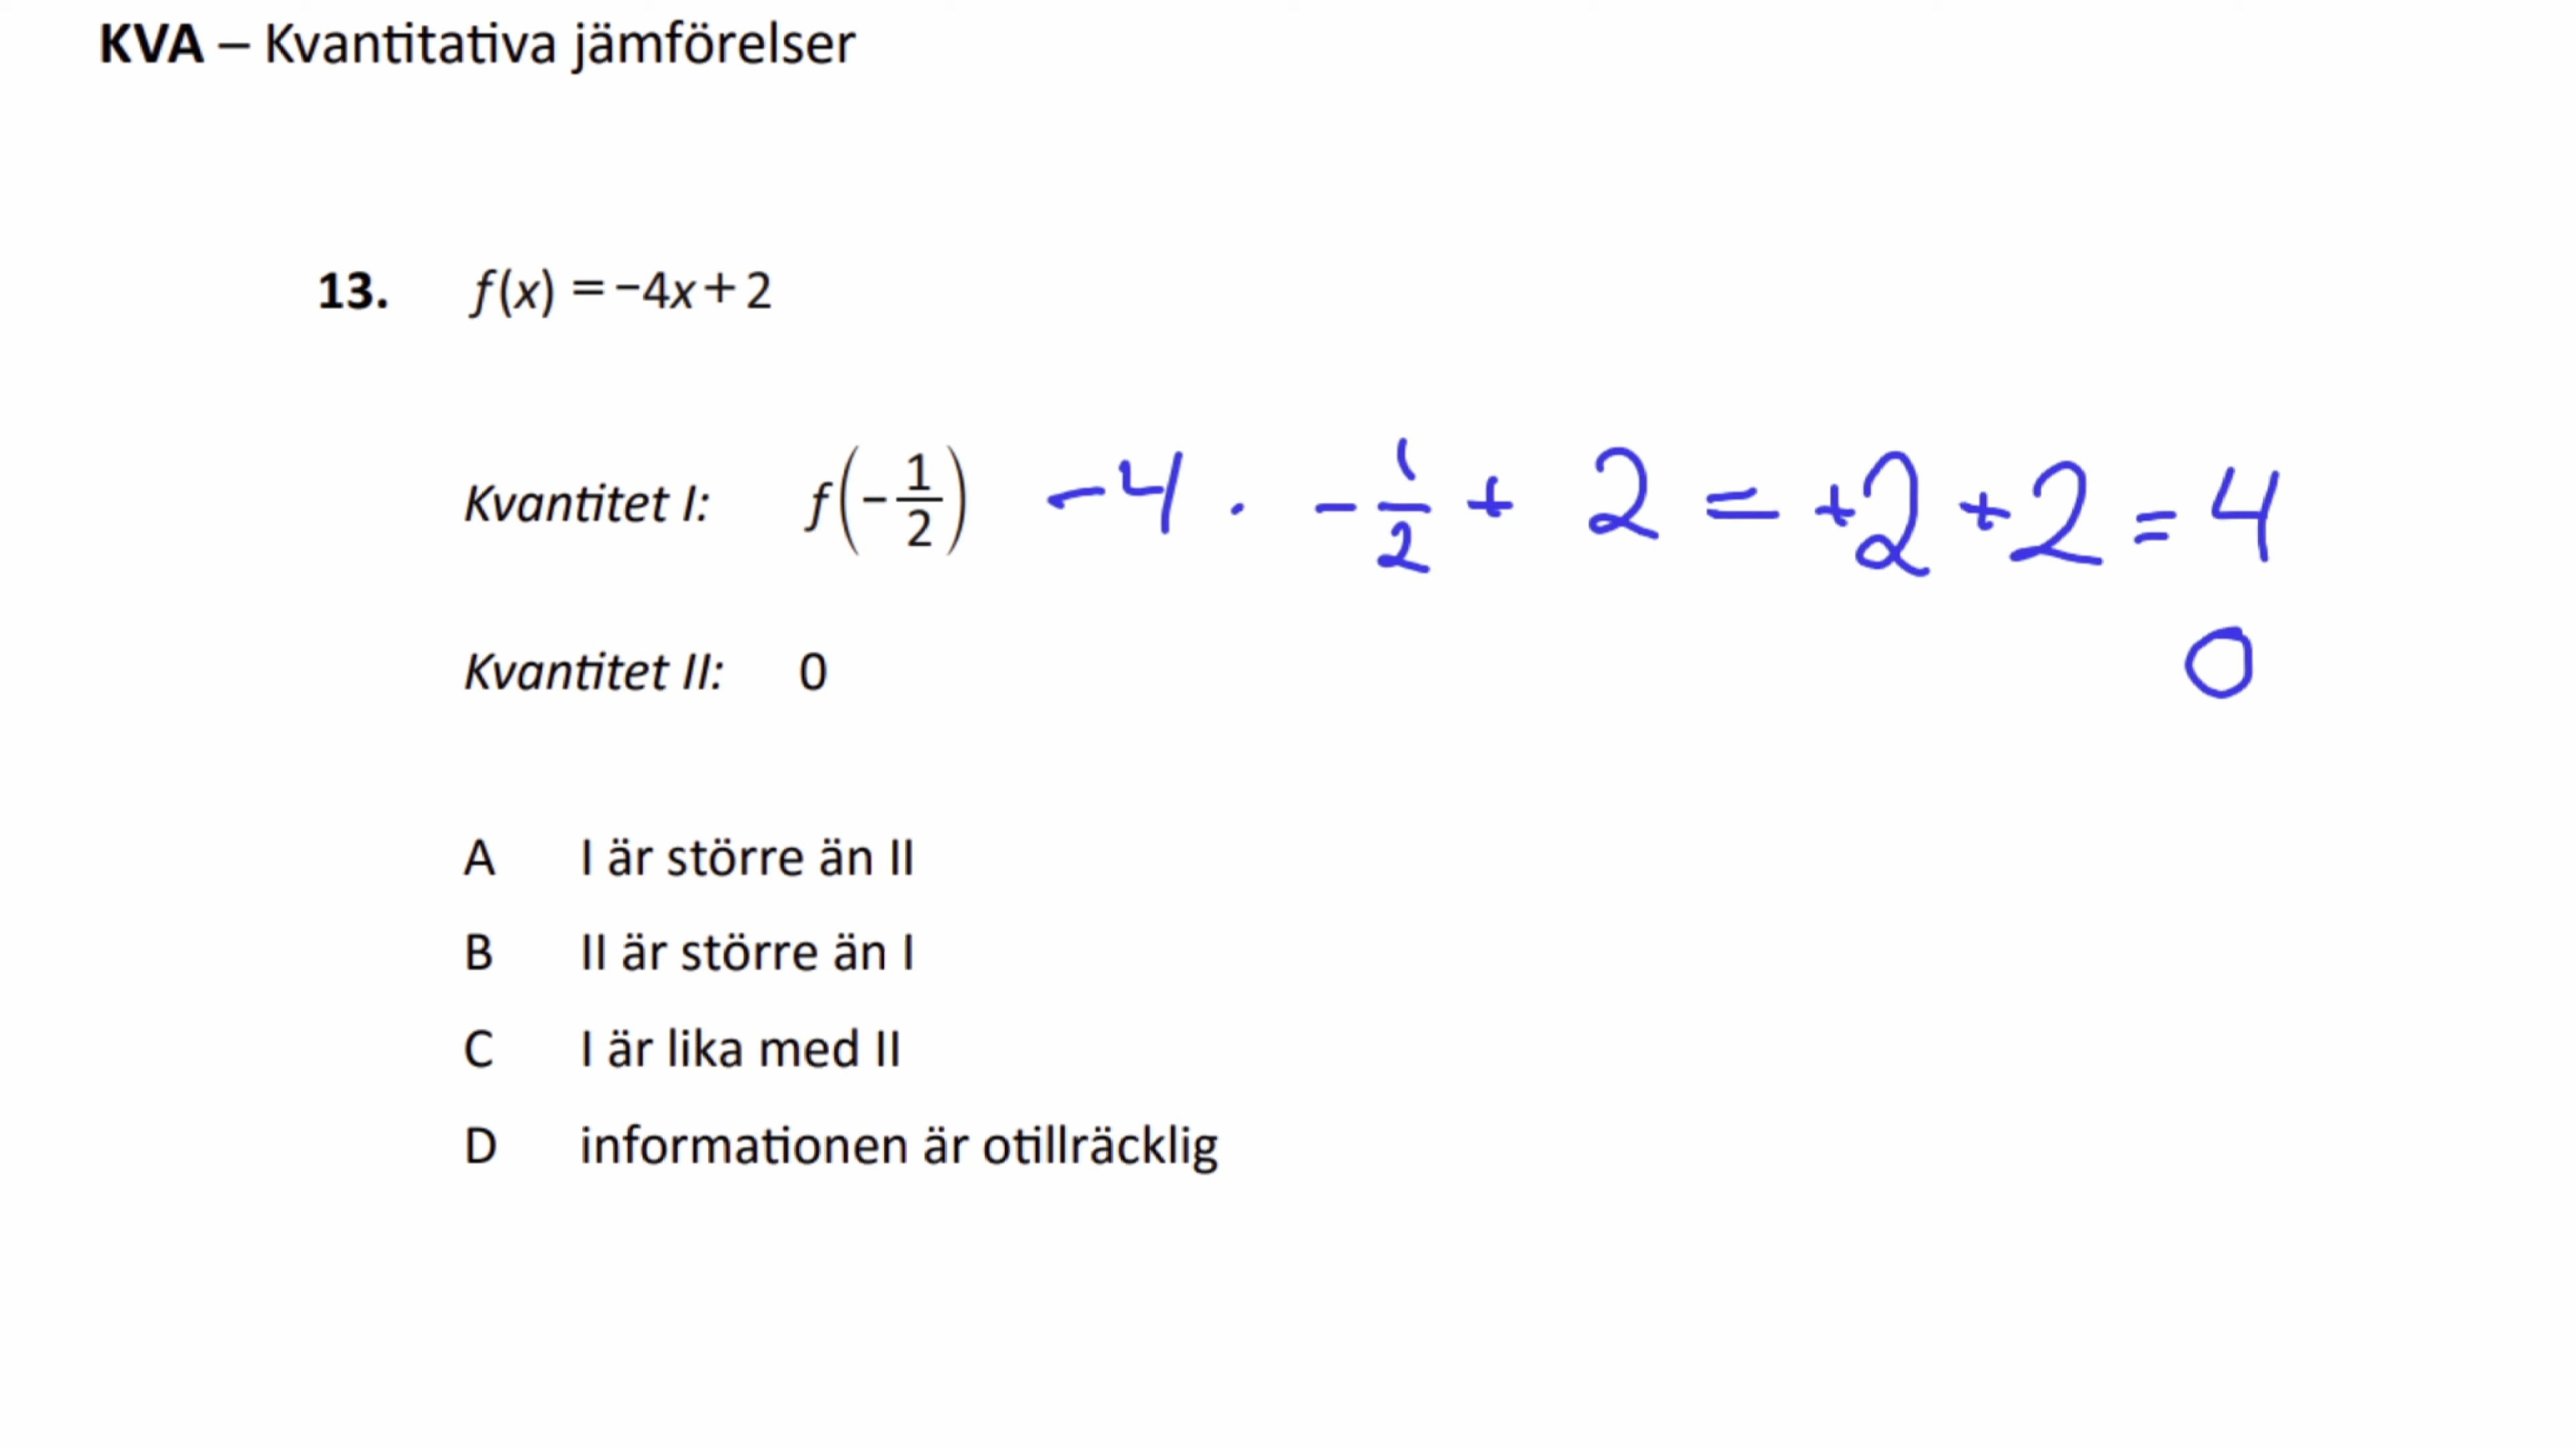 KVA – Kvantitativa jämförelser
13. f(x) = −4x + 2
Kvantitet I: f(−1/2) −4 · −1/2 + 2 = +2 +2 = 4
Kvantitet II: 0 0
A I är större än II
B II är större än I
C I är lika med II
D informationen är otillräcklig